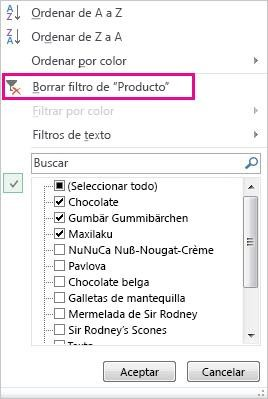 Ordenar de A a Z
Ordenar de Z a A
Ordenar por color
Borrar filtro de "Producto"
Filtrar por color
Filtros de texto
Buscar
(Seleccionar todo)
Chocolate
Gumbär Gummibärchen
Maxilaku
NuNuCa Nuß-Nougat-Crème
Pavlova
Chocolate belga
Galletas de mantequilla
Mermelada de Sir Rodney
Sir Rodney's Scones
Aceptar Cancelar